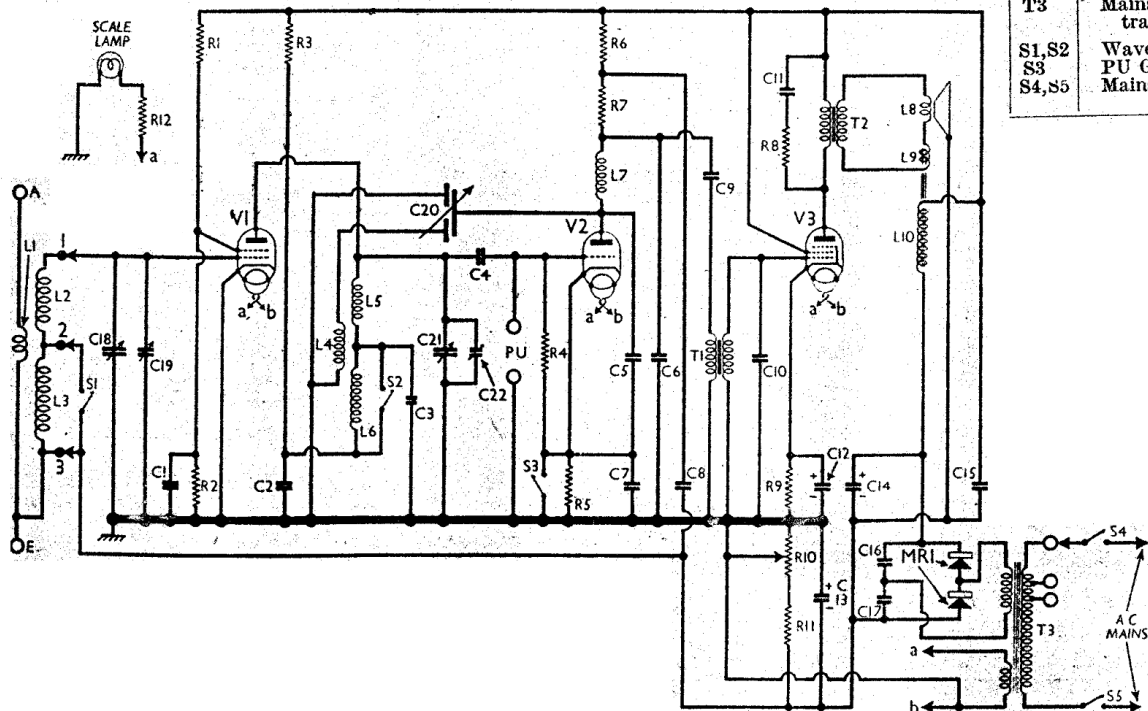 T3 Mains
tra
S1,S2 Wave
S3 PU G
S4,S5 Main
SCALE
LAMP
R12
a
R1
R3
R6
R7
C11
R8
T2
L8
L9
A
L1
V1
C20
L7
C9
V2
V3
L10
1
L2
2
C18
C19
S1
L3
3
a b
L5
L4
C21
S2
C22
C4
PU
R4
a b
C5
C6
T1
C10
a b
L6
C3
C1
R2
C2
S3
R5
C7
C8
R9
C12
+
-
+
C14
-
C15
E
R10
R11
+
C
13
-
C16
C17
MR1
S4
T3
A C
MAINS
a
b
S5